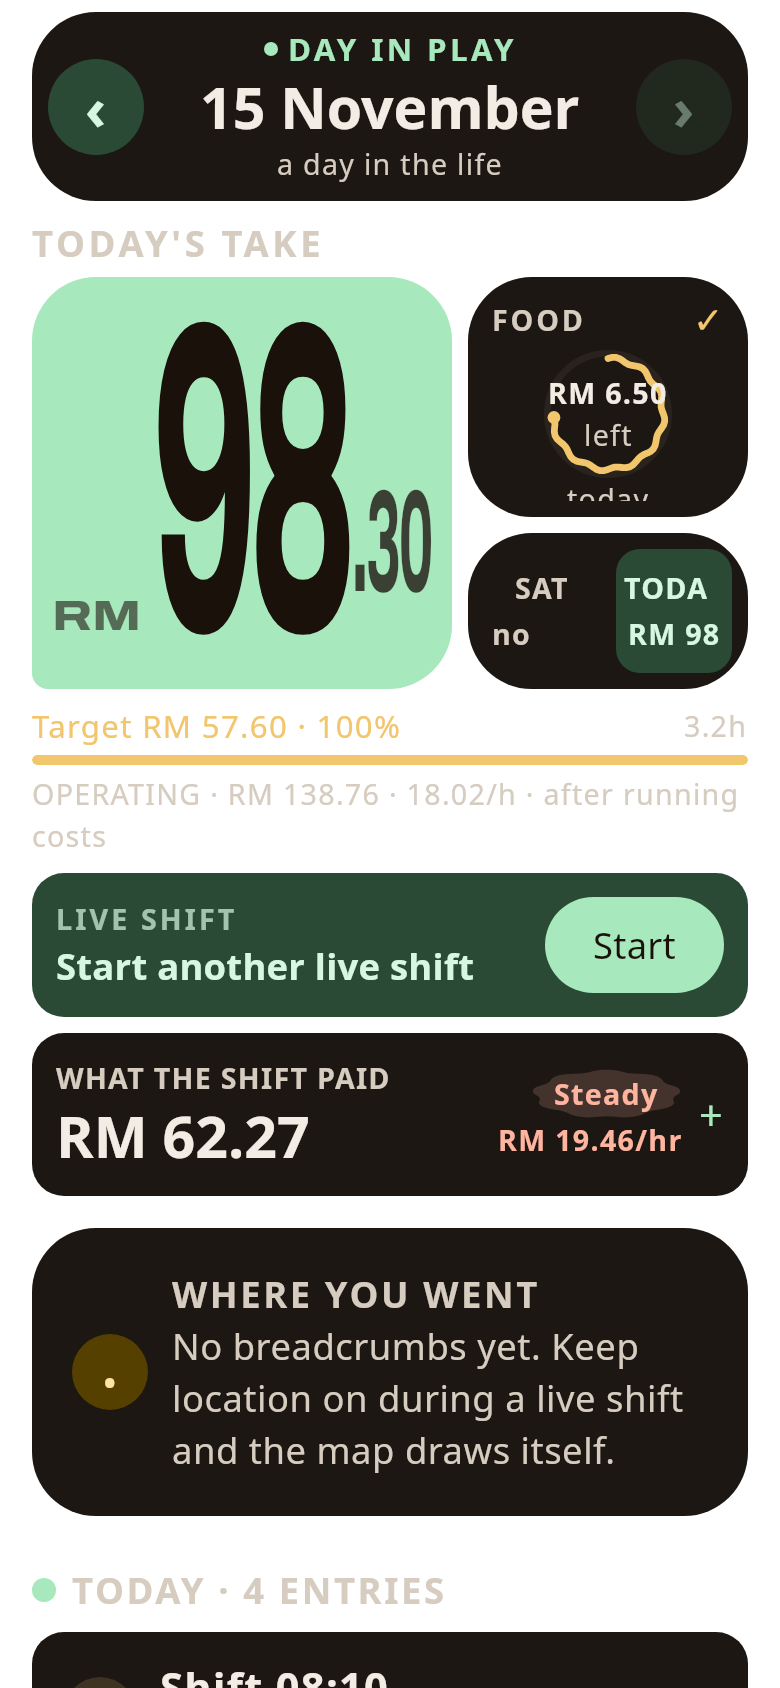 DAY IN PLAY
‹
15 November
›
a day in the life
TODAY'S TAKE
RM 98.30
FOOD ✓
RM 6.50
left
today
SAT
no
TODA
RM 98
Target RM 57.60 · 100%
3.2h
OPERATING · RM 138.76 · 18.02/h · after running
costs
LIVE SHIFT
Start another live shift
Start
WHAT THE SHIFT PAID
RM 62.27
Steady
RM 19.46/hr
+
WHERE YOU WENT
No breadcrumbs yet. Keep
location on during a live shift
and the map draws itself.
TODAY · 4 ENTRIES
Shift 08:10